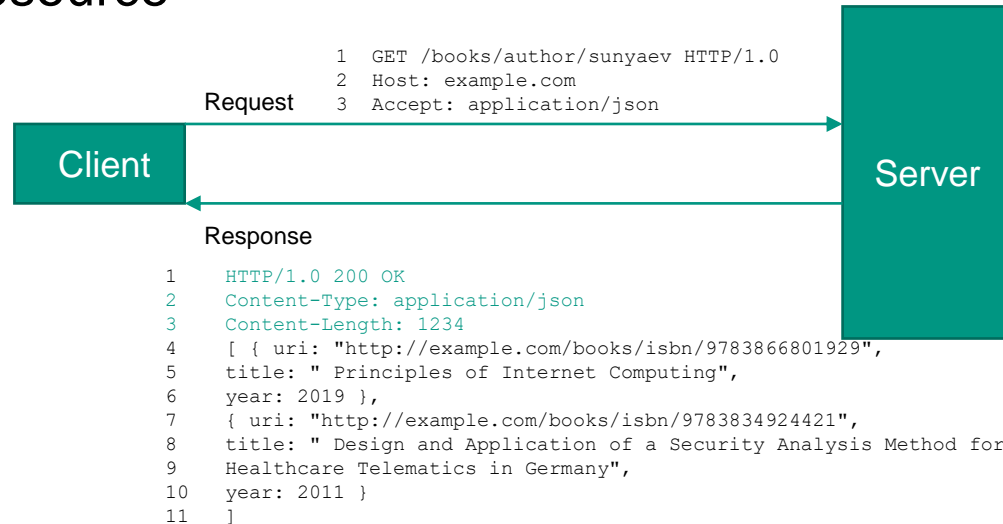 1 GET /books/author/sunyaev HTTP/1.0
2 Host: example.com
Request 3 Accept: application/json
Client
Server
Response
1 HTTP/1.0 200 OK
2 Content-Type: application/json
3 Content-Length: 1234
4 [ { uri: "http://example.com/books/isbn/9783866801929",
5 title: " Principles of Internet Computing",
6 year: 2019 },
7 { uri: "http://example.com/books/isbn/9783834924421",
8 title: " Design and Application of a Security Analysis Method for
9 Healthcare Telematics in Germany",
10 year: 2011 }
11 ]